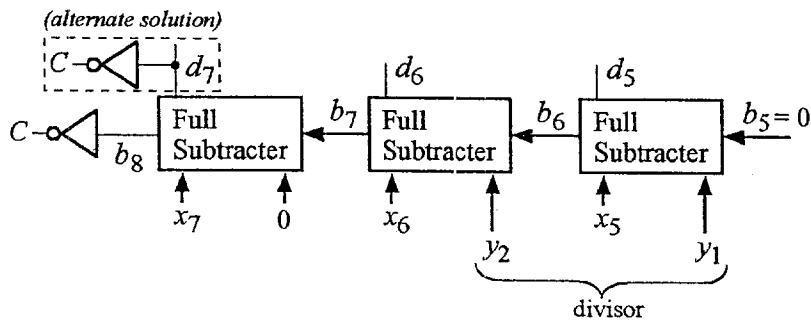 (alternate solution)
C
d7
d6
d5
C
b8
Full
Subtracter
b7
Full
Subtracter
b6
Full
Subtracter
b5 = 0
x7
0
x6
y2
x5
y1
divisor